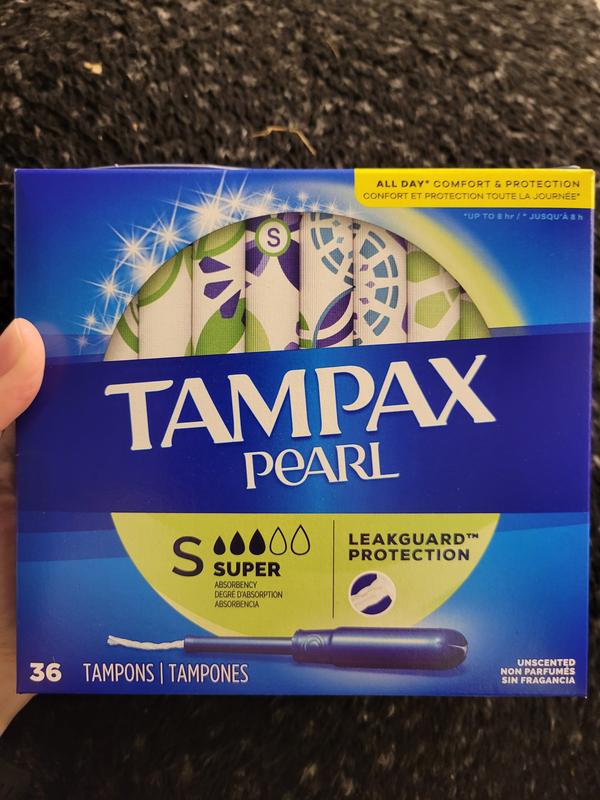 ALL DAY* COMFORT & PROTECTION
CONFORT ET PROTECTION TOUTE LA JOURNÉE*
*UP TO 8 hr / * JUSQU'À 8 h
S
TAMPAX
PEARL
S SUPER
ABSORBENCY
DEGRÉ D'ABSORPTION
ABSORBENCIA
LEAKGUARD™
PROTECTION
36 TAMPONS | TAMPONES
UNSCENTED
NON PARFUMÉS
SIN FRAGANCIA